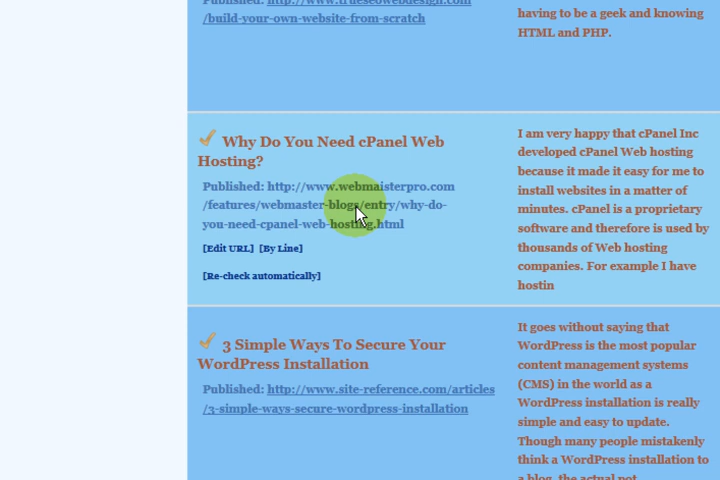 Published: http://www.trueseowebdesign.com
/build-your-own-website-from-scratch
having to be a geek and knowing
HTML and PHP.
Why Do You Need cPanel Web
Hosting?
Published: http://www.webmaisterpro.com
/features/webmaster-blogs/entry/why-do-
you-need-cpanel-web-hosting.html
[Edit URL] [By Line]
[Re-check automatically]
I am very happy that cPanel Inc
developed cPanel Web hosting
because it made it easy for me to
install websites in a matter of
minutes. cPanel is a proprietary
software and therefore is used by
thousands of Web hosting
companies. For example I have
hostin
3 Simple Ways To Secure Your
WordPress Installation
Published: http://www.site-reference.com/articles
/3-simple-ways-secure-wordpress-installation
It goes without saying that
WordPress is the most popular
content management systems
(CMS) in the world as a
WordPress installation is really
simple and easy to update.
Though many people mistakenly
think a WordPress installation to
a blog, the actual pot